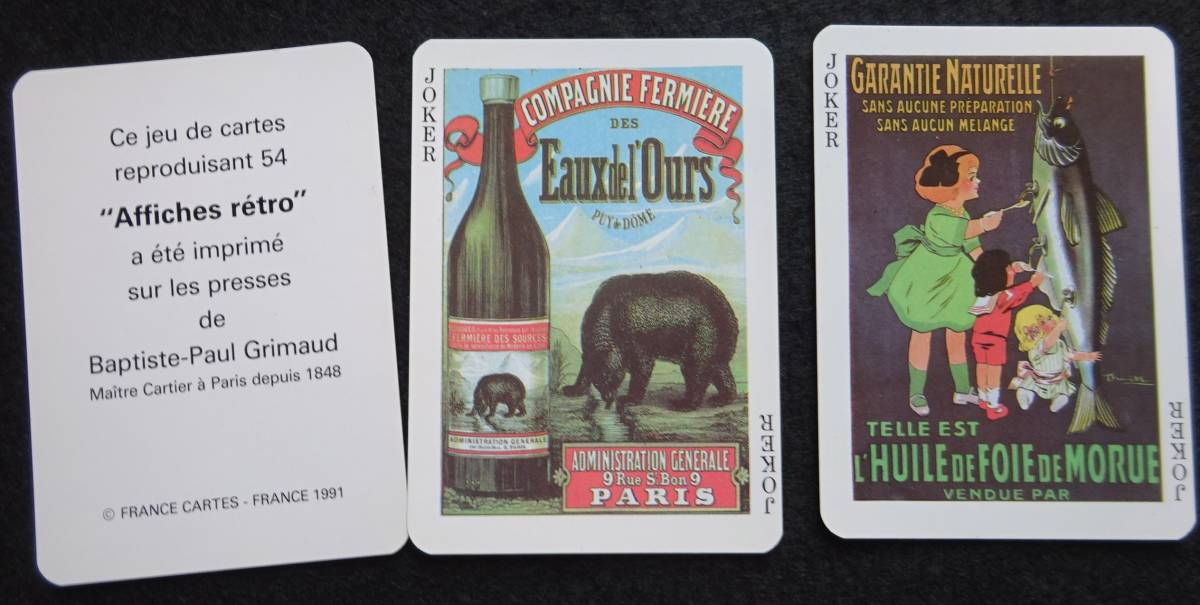 Ce jeu de cartes
reproduisant 54
"Affiches rétro"
a été imprimé
sur les presses
de
Baptiste-Paul Grimaud
Maître Cartier à Paris depuis 1848
© FRANCE CARTES - FRANCE 1991
JOKER
COMPAGNIE FERMIÈRE
DES
Eaux de l'Ours
PUY de DÔME
FERMIÈRE DES SOURCES
ADMINISTRATION GENERALE
ADMINISTRATION GENERALE
9 Rue St Bon 9
PARIS
JOKER
JOKER
GARANTIE NATURELLE
SANS AUCUNE PRÉPARATION
SANS AUCUN MELANGE
TELLE EST
L'HUILE DE FOIE DE MORUE
VENDUE PAR
JOKER